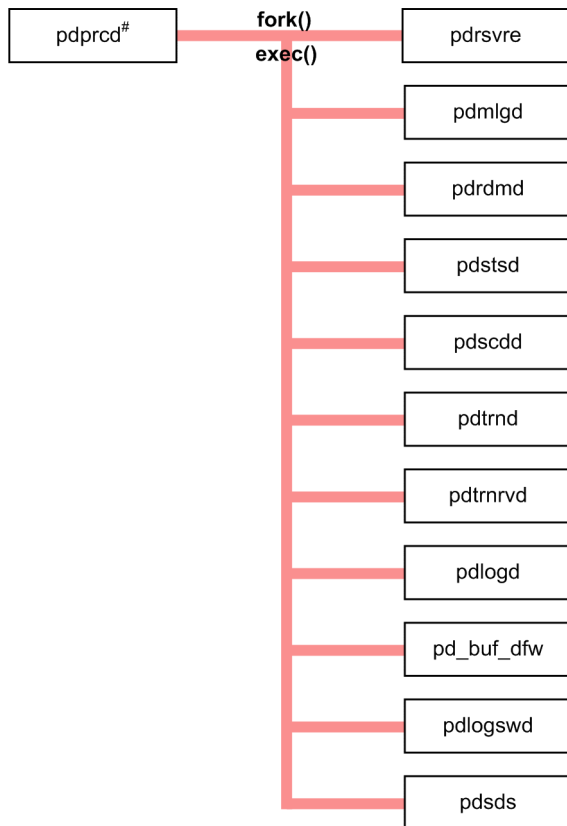 pdprcd#
fork()
exec()
pdrsvre
pdmlgd
pdrdmd
pdstsd
pdscdd
pdtrnd
pdtrnrvd
pdlogd
pd_buf_dfw
pdlogswd
pdsds